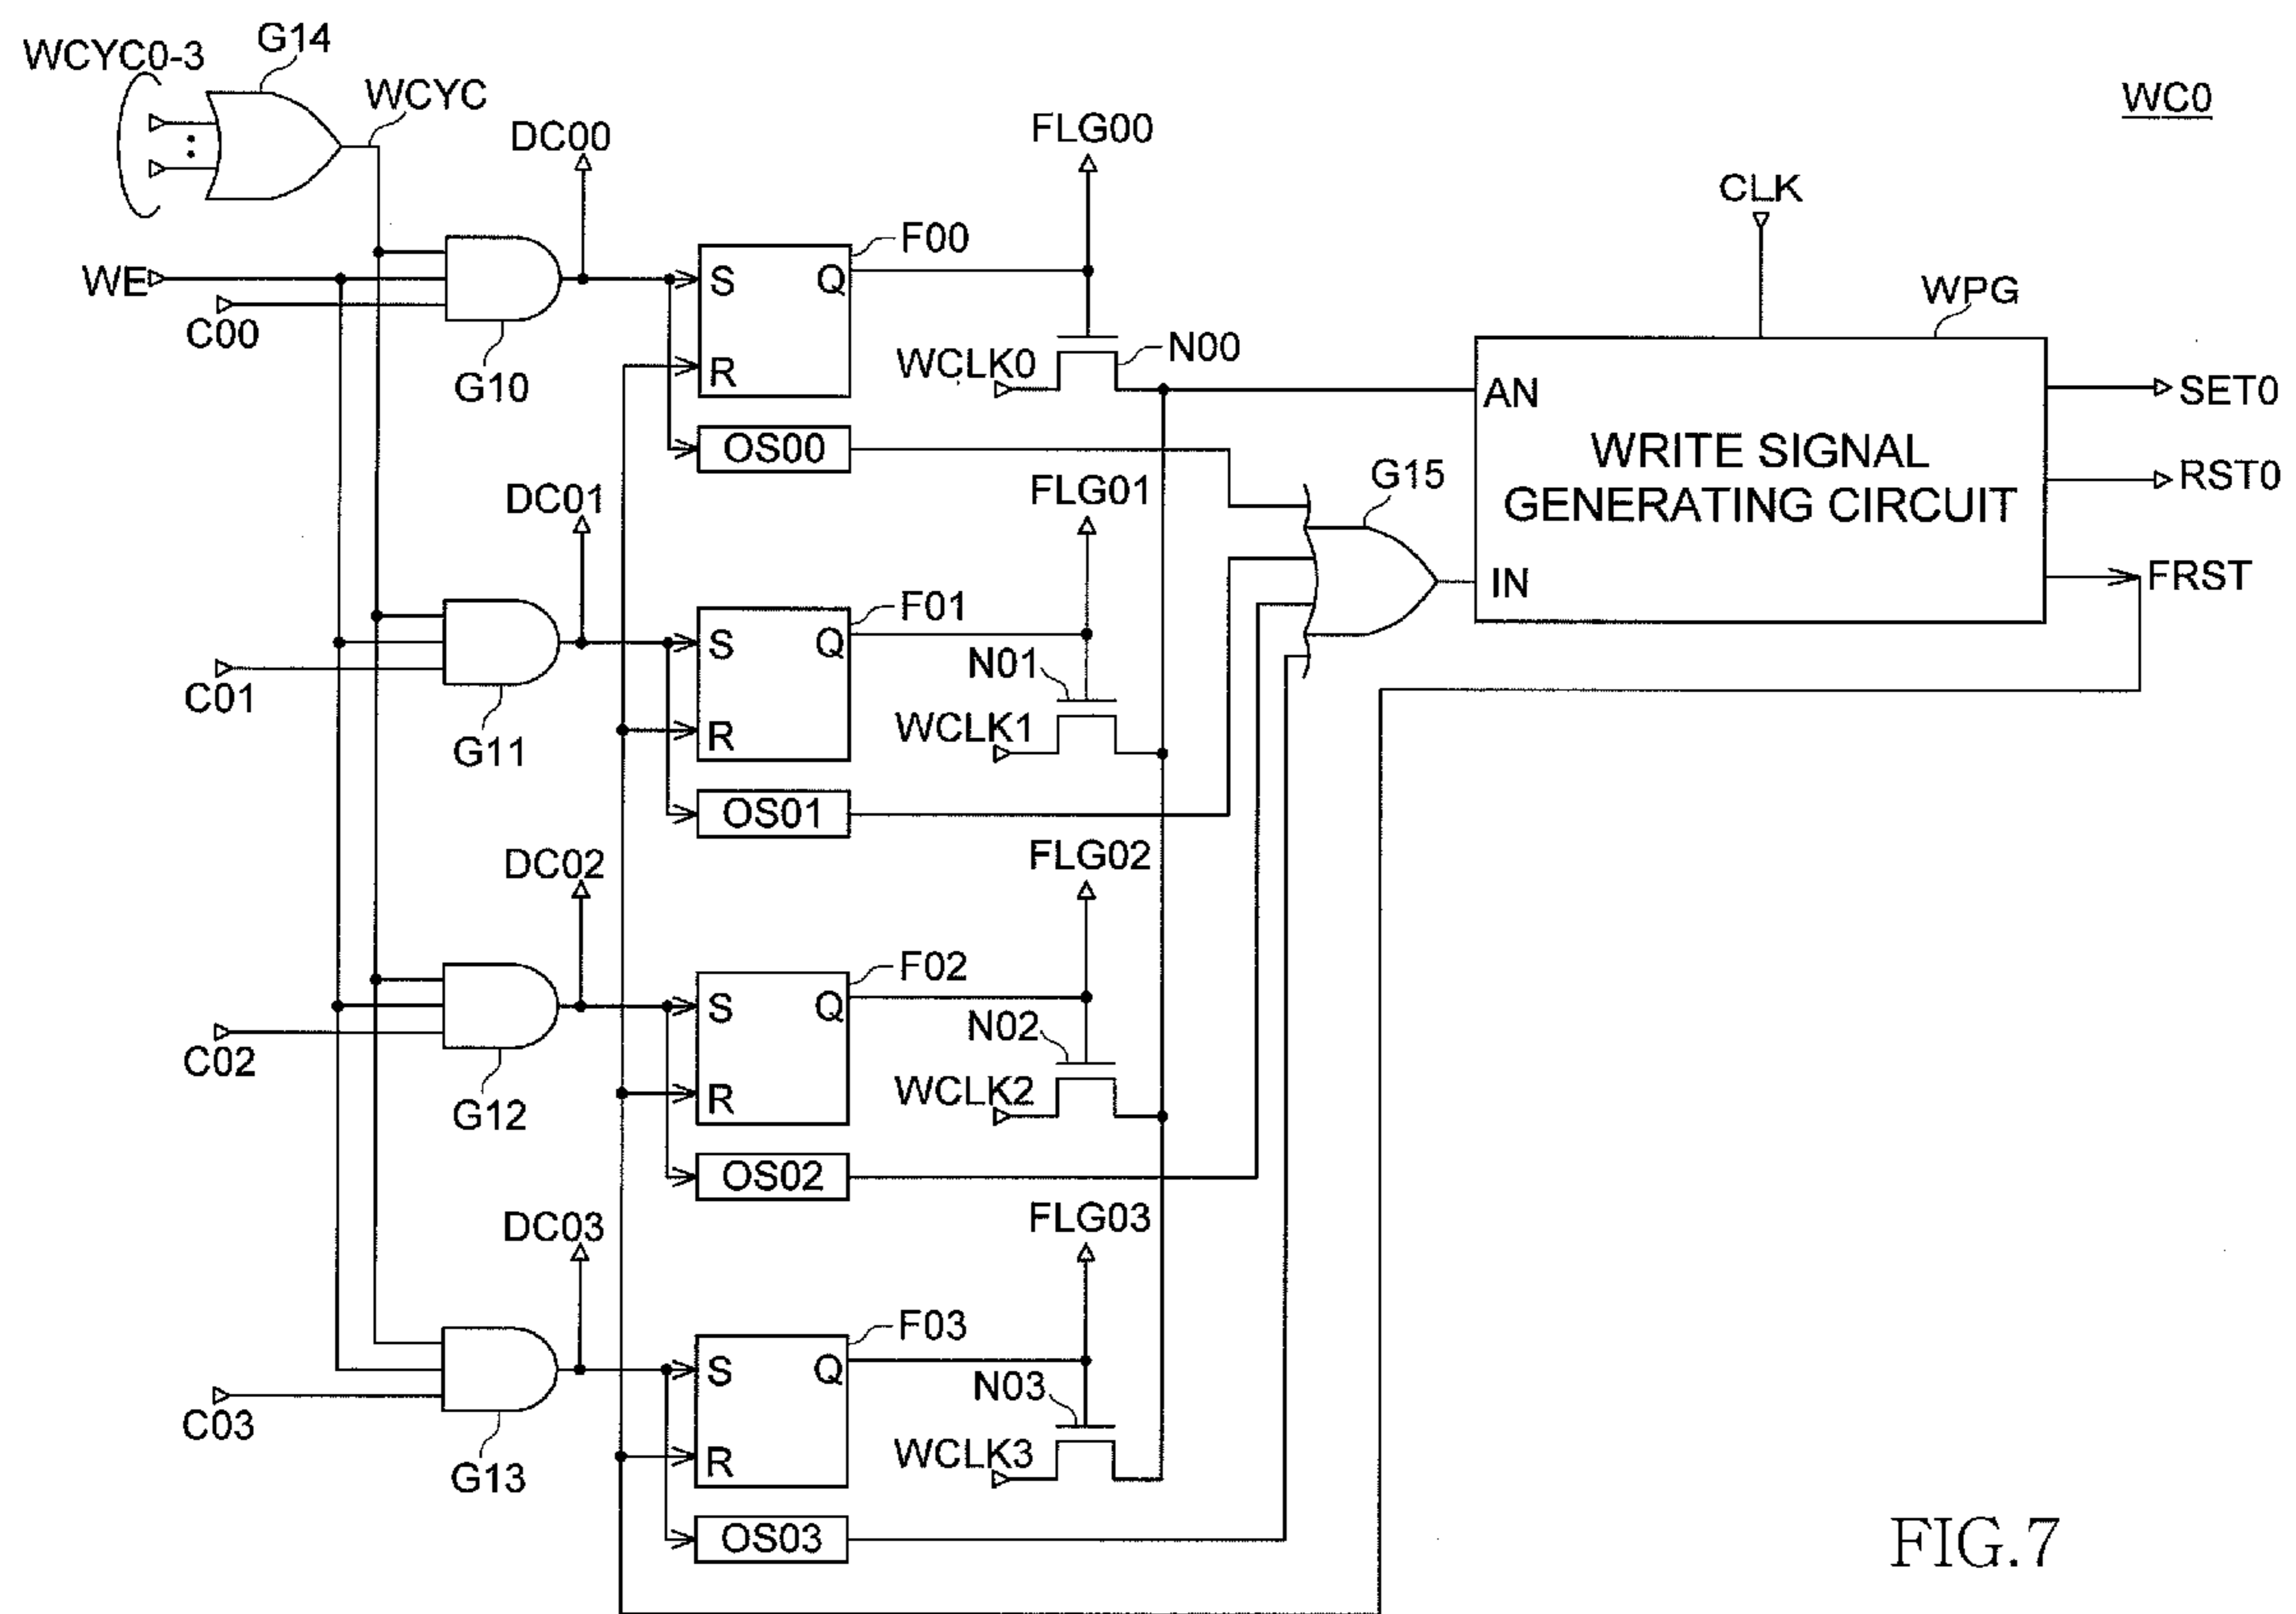 WCYC0-3
G14
WCYC
WC0
DC00
FLG00
CLK
WE
C00
G10
S
Q
R
F00
WCLK0
N00
OS00
WPG
AN
WRITE SIGNAL
GENERATING CIRCUIT
IN
SET0
RST0
FRST
G15
DC01
FLG01
C01
G11
S
Q
R
F01
N01
WCLK1
OS01
DC02
FLG02
C02
G12
S
Q
R
F02
N02
WCLK2
OS02
DC03
FLG03
C03
G13
S
Q
R
F03
N03
WCLK3
OS03
FIG.7